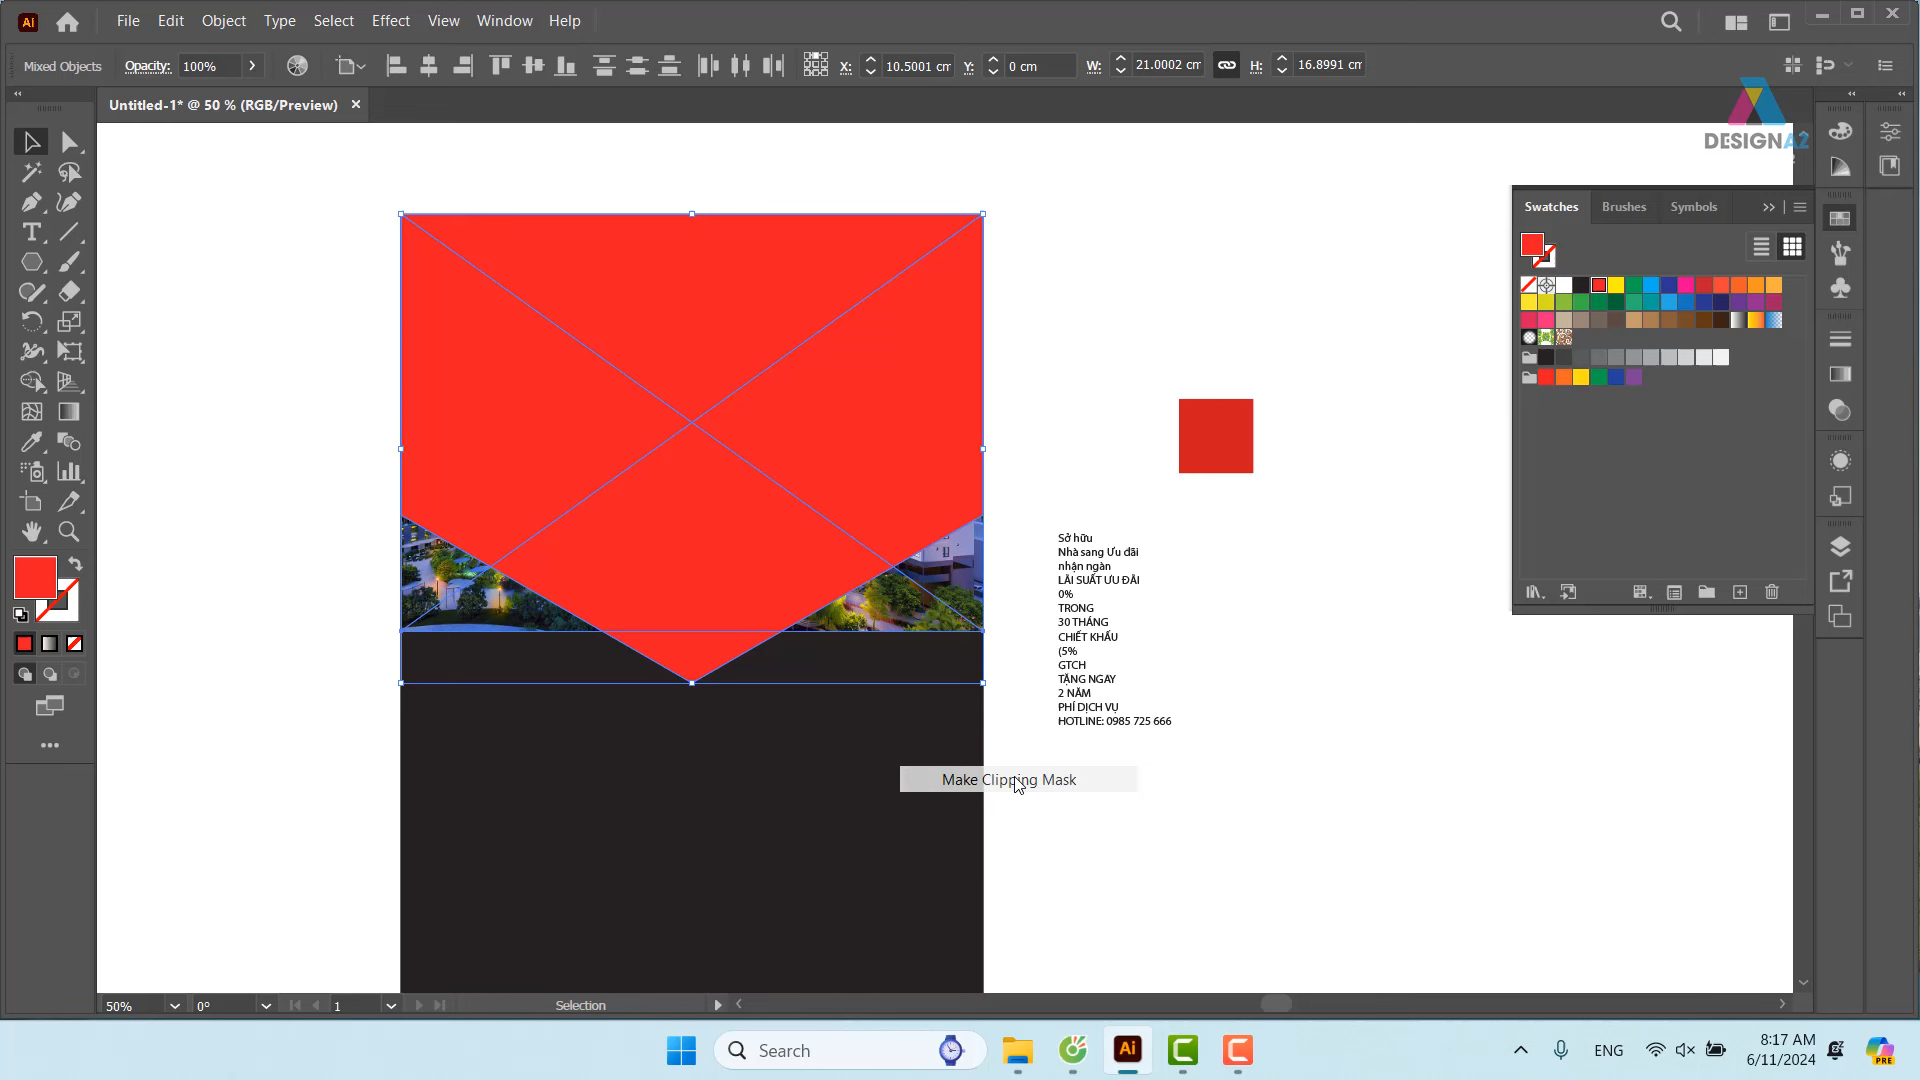 File Edit Object Type Select Effect View Window Help
Mixed Objects Opacity: 100% X: 10.5001 cm Y: 0 cm W: 21.0002 cm H: 16.8991 cm
Untitled-1* @ 50 % (RGB/Preview)
DESIGNA2
Swatches Brushes Symbols
Sở hữu
Nhà sang Ưu đãi
nhận ngàn
LÃI SUẤT ƯU ĐÃI
0%
TRONG
30 THÁNG
CHIẾT KHẤU
(5%
GTCH
TẶNG NGAY
2 NĂM
PHÍ DỊCH VỤ
HOTLINE: 0985 725 666
Make Clipping Mask
50% 0° 1 Selection
Search
ENG
8:17 AM
6/11/2024
PRE